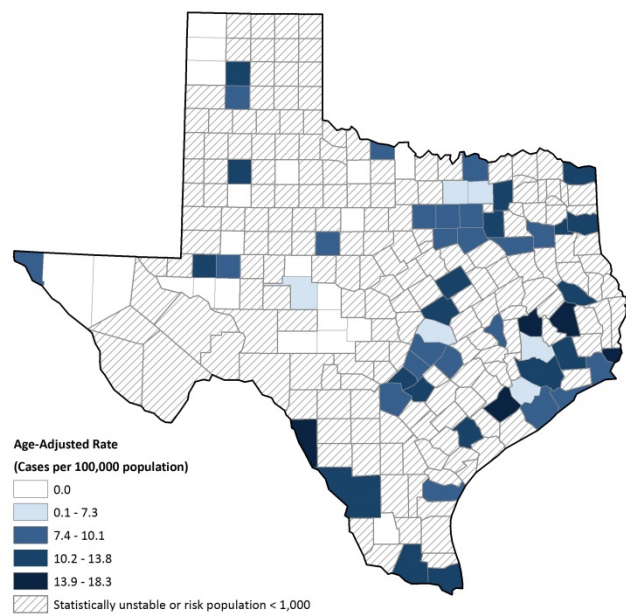 Age-Adjusted Rate
(Cases per 100,000 population)
0.0
0.1 - 7.3
7.4 - 10.1
10.2 - 13.8
13.9 - 18.3
Statistically unstable or risk population < 1,000